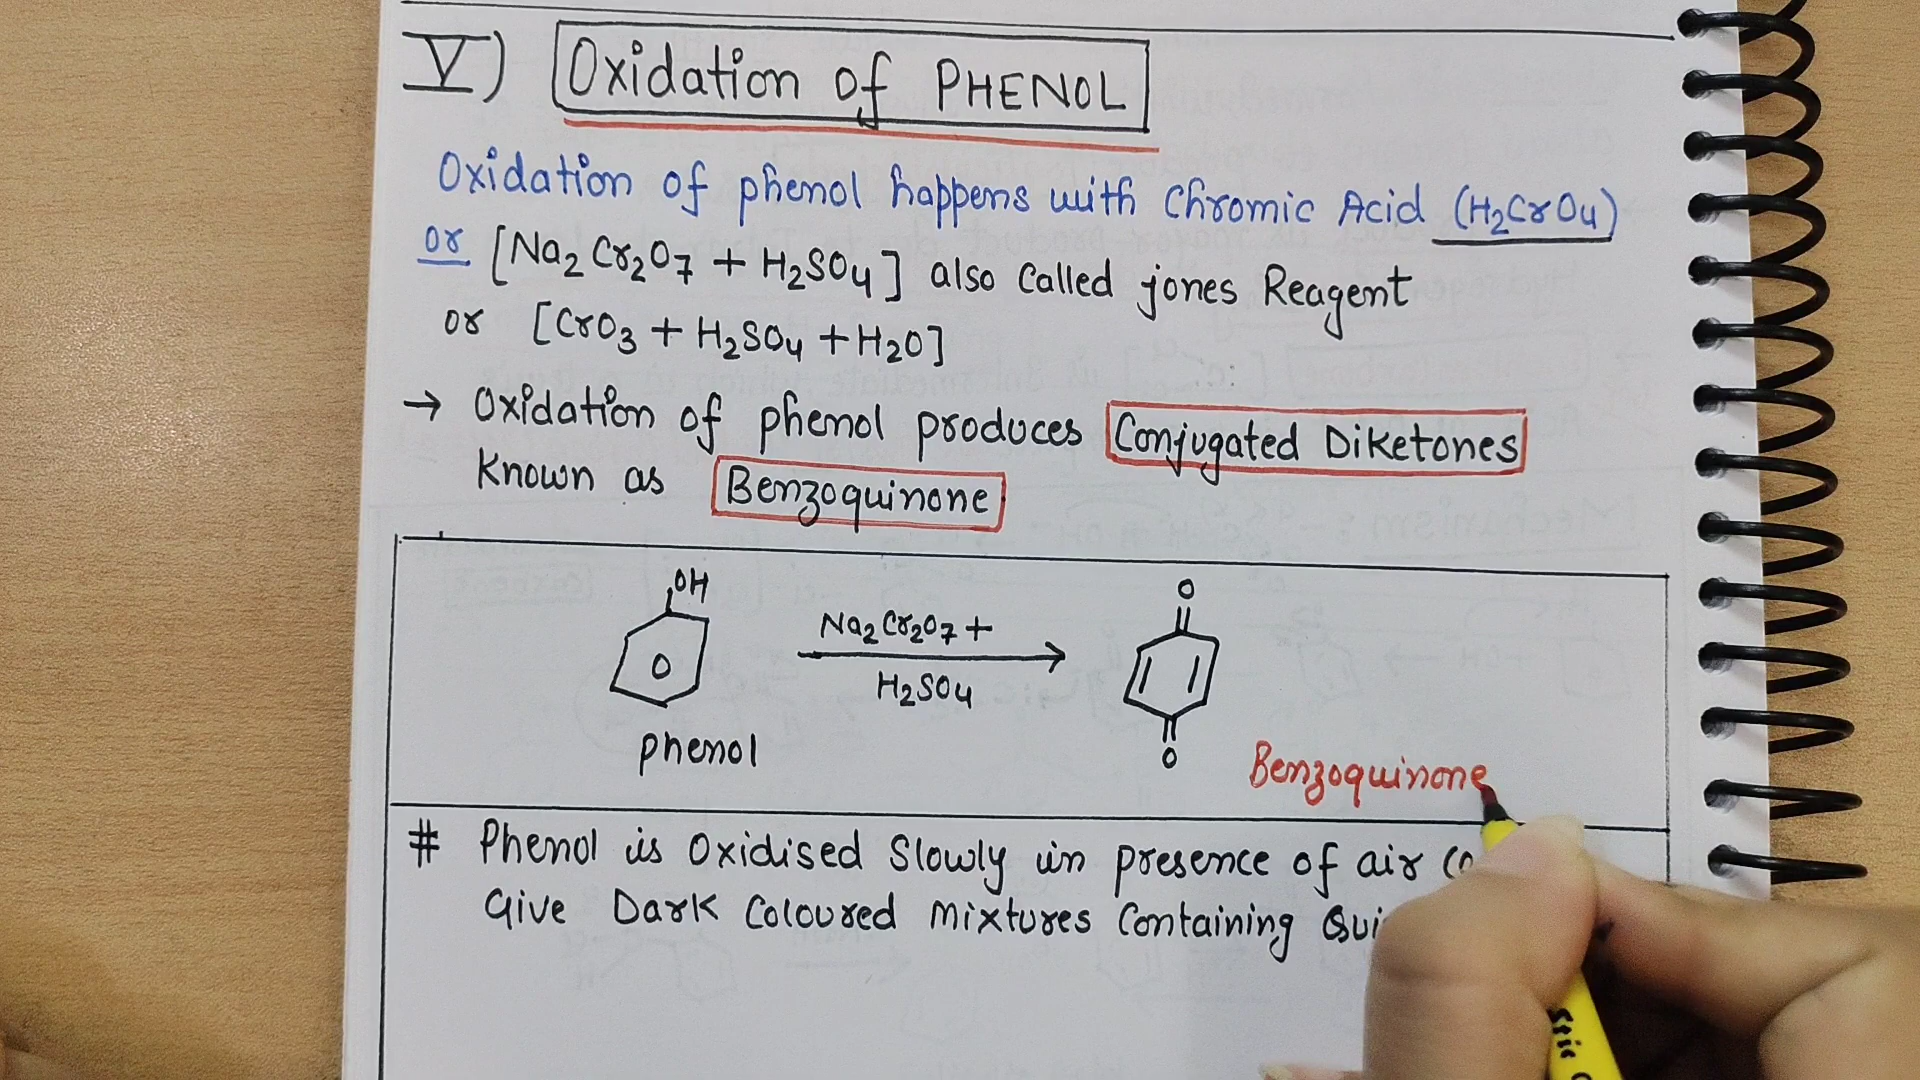 V) Oxidation of PHENOL
Oxidation of phenol happens with Chromic Acid (H2CrO4)
or [Na2Cr2O7 + H2SO4] also called jones Reagent
or [CrO3 + H2SO4 + H2O]
→ Oxidation of phenol produces Conjugated Diketones
Known as Benzoquinone
OH
O
Na2Cr2O7 +
H2SO4
O
phenol
Benzoquinone
# Phenol is Oxidised Slowly in presence of air
Give Dark Coloured mixtures Containing